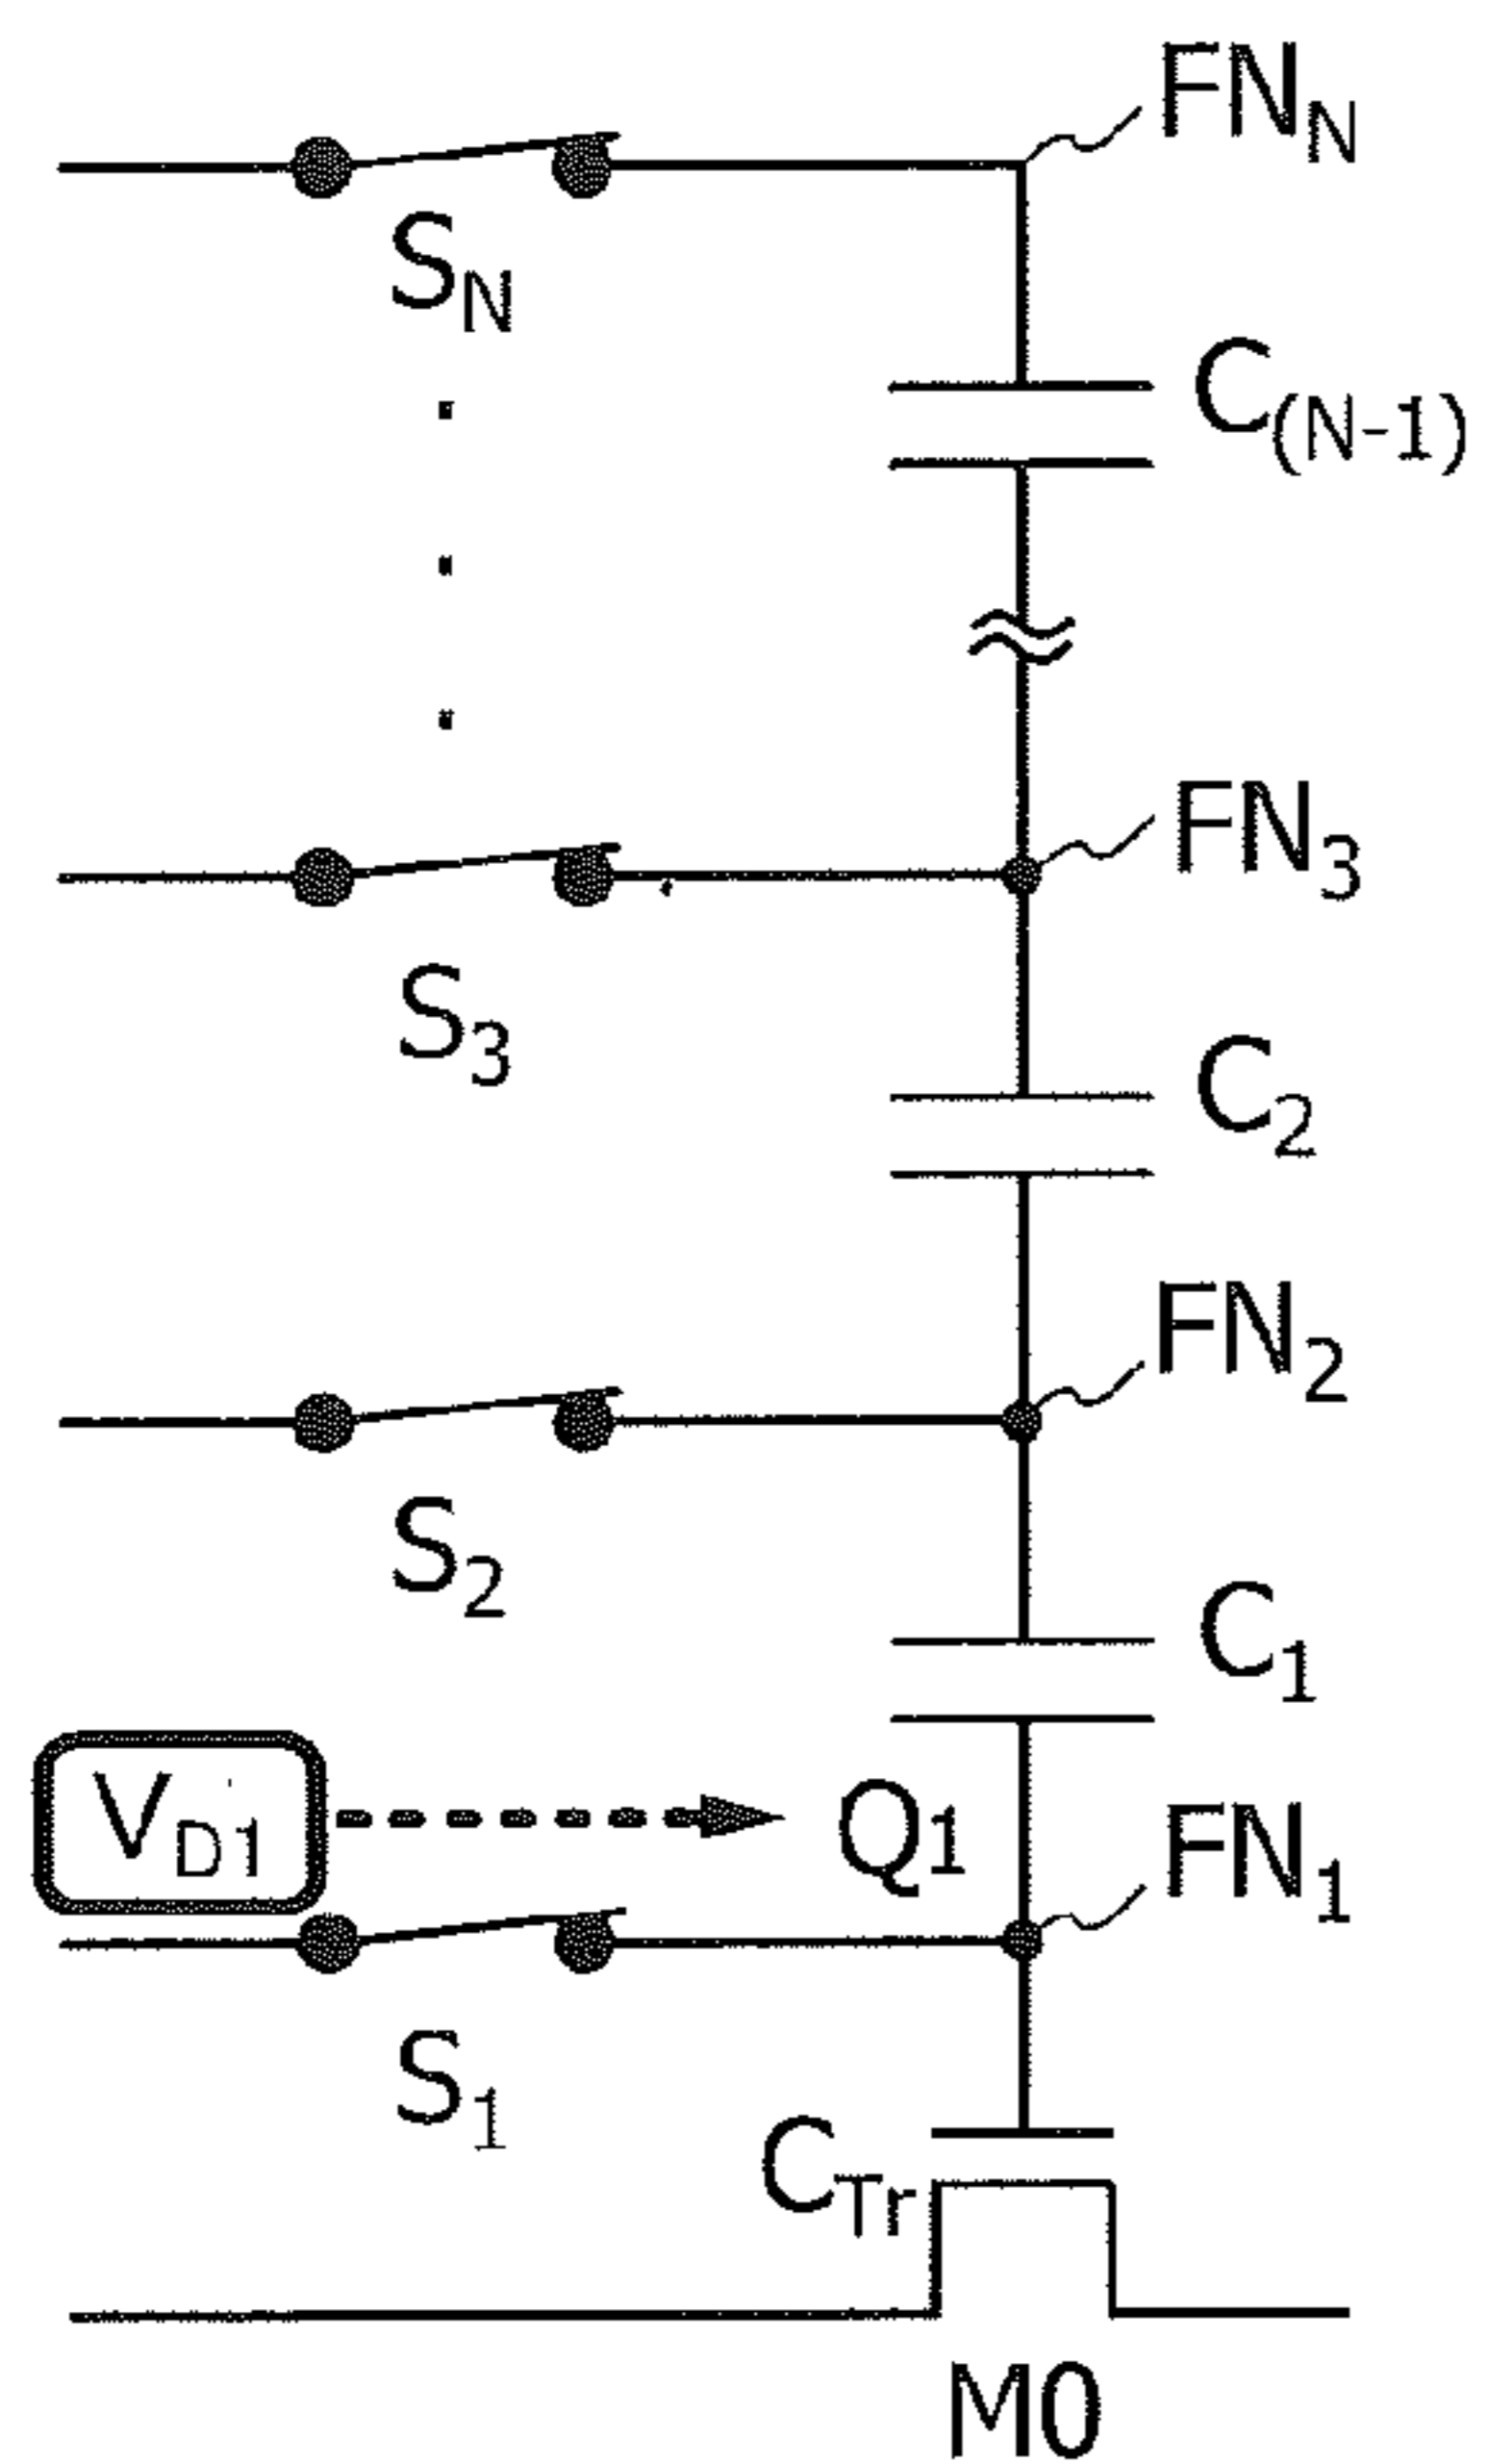 FN_N
S_N
C_(N-1)
FN_3
S_3
C_2
FN_2
S_2
C_1
V_D1
Q1
FN_1
S_1
C_Tr
M0